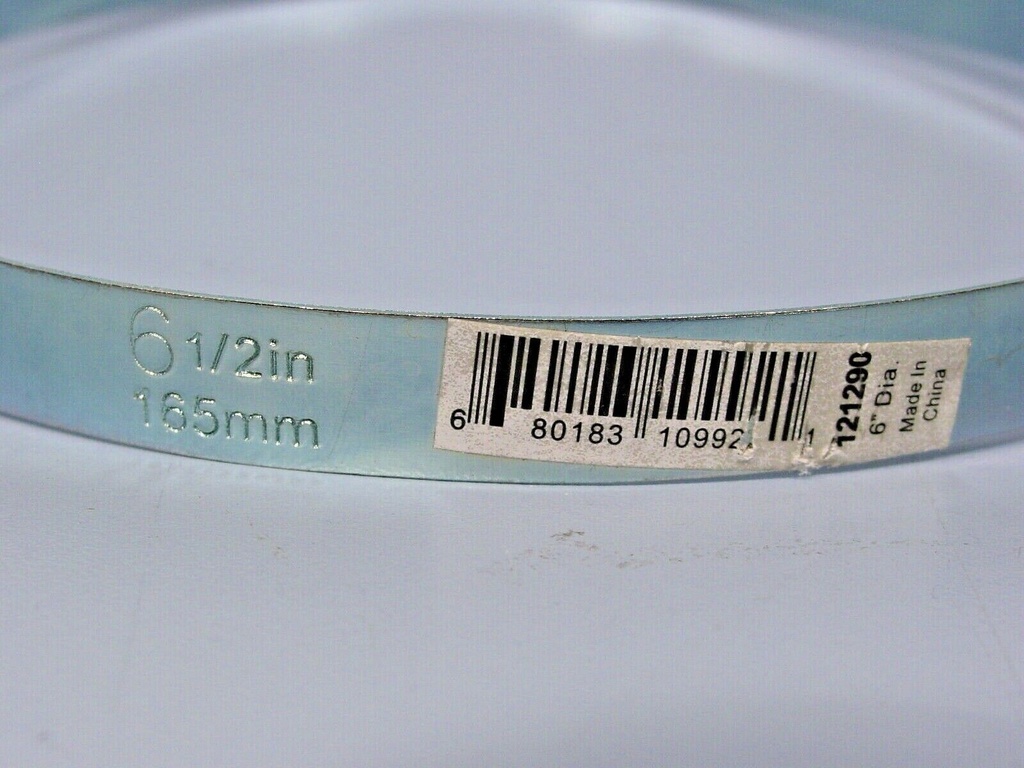 6 1/2in
165mm
6 80183 10992 1
121290
6" Dia.
Made In
China